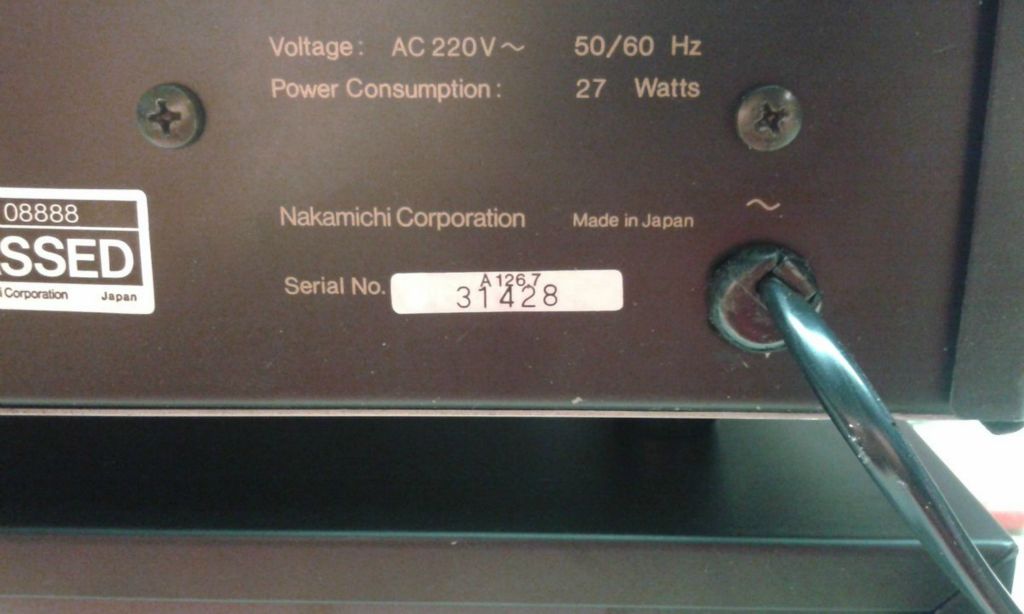 Voltage: AC 220V~ 50/60 Hz
Power Consumption: 27 Watts
08888
SSED
Corporation Japan
Nakamichi Corporation Made in Japan
~
Serial No. A 126.7
31428